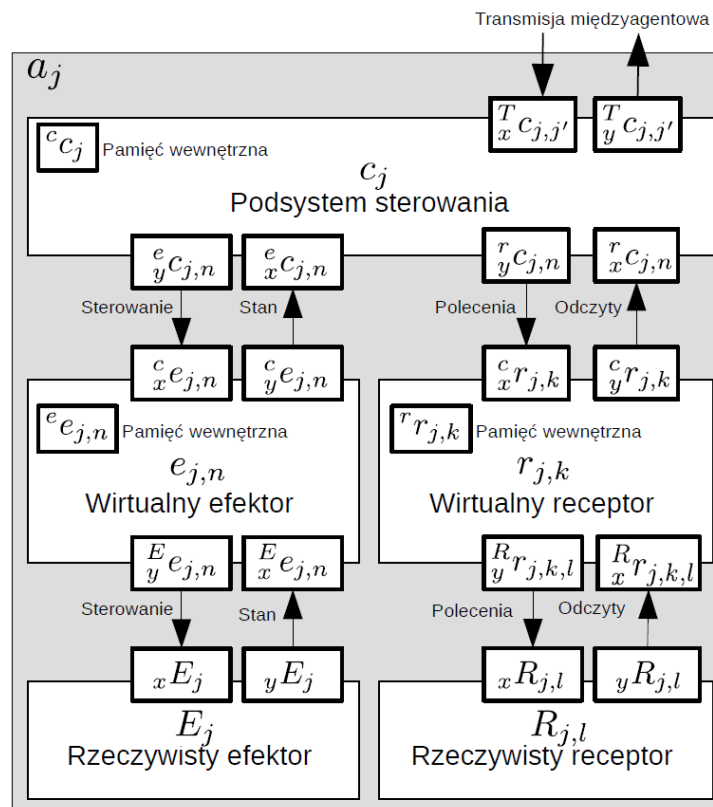 Transmisja międzyagentowa
a_j
^T_x c_{j,j'} ^T_y c_{j,j'}
^c c_j Pamięć wewnętrzna
c_j
Podsystem sterowania
^e_y c_{j,n} ^e_x c_{j,n} ^r_y c_{j,n} ^r_x c_{j,n}
Sterowanie Stan Polecenia Odczyty
^c_x e_{j,n} ^c_y e_{j,n} ^c_x r_{j,k} ^c_y r_{j,k}
^e e_{j,n} Pamięć wewnętrzna ^r r_{j,k} Pamięć wewnętrzna
e_{j,n} r_{j,k}
Wirtualny efektor Wirtualny receptor
^E_y e_{j,n} ^E_x e_{j,n} ^R_y r_{j,k,l} ^R_x r_{j,k,l}
Sterowanie Stan Polecenia Odczyty
_x E_j _y E_j _x R_{j,l} _y R_{j,l}
E_j R_{j,l}
Rzeczywisty efektor Rzeczywisty receptor